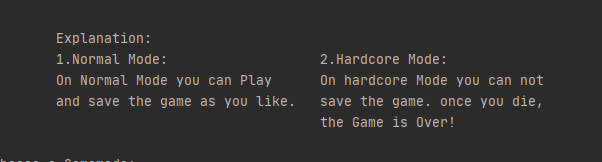 Explanation:
1.Normal Mode:
On Normal Mode you can Play
and save the game as you like.
2.Hardcore Mode:
On hardcore Mode you can not
save the game. once you die,
the Game is Over!